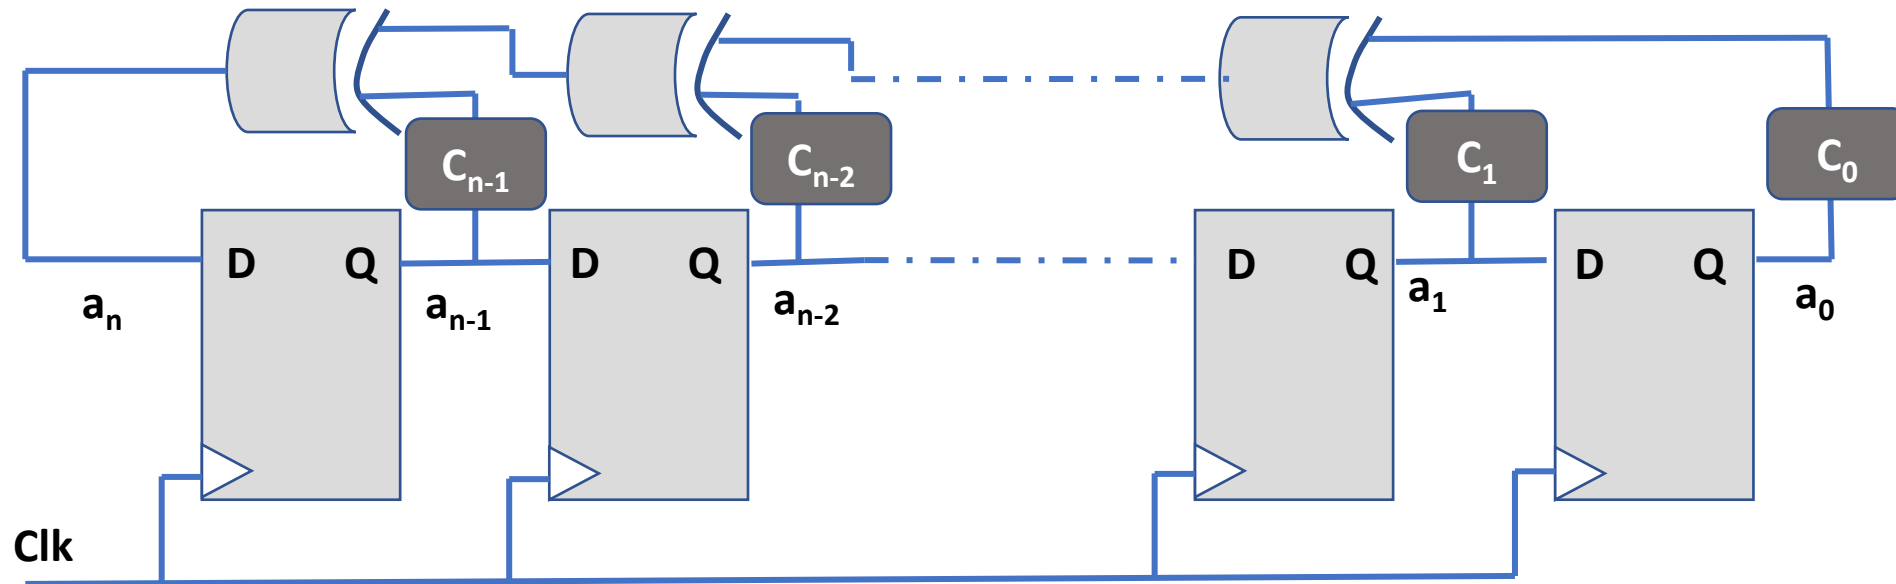 C₀
C₁
Cₙ₋₂
Cₙ₋₁
D Q D Q D Q D Q
aₙ aₙ₋₁ aₙ₋₂ a₁ a₀
Clk